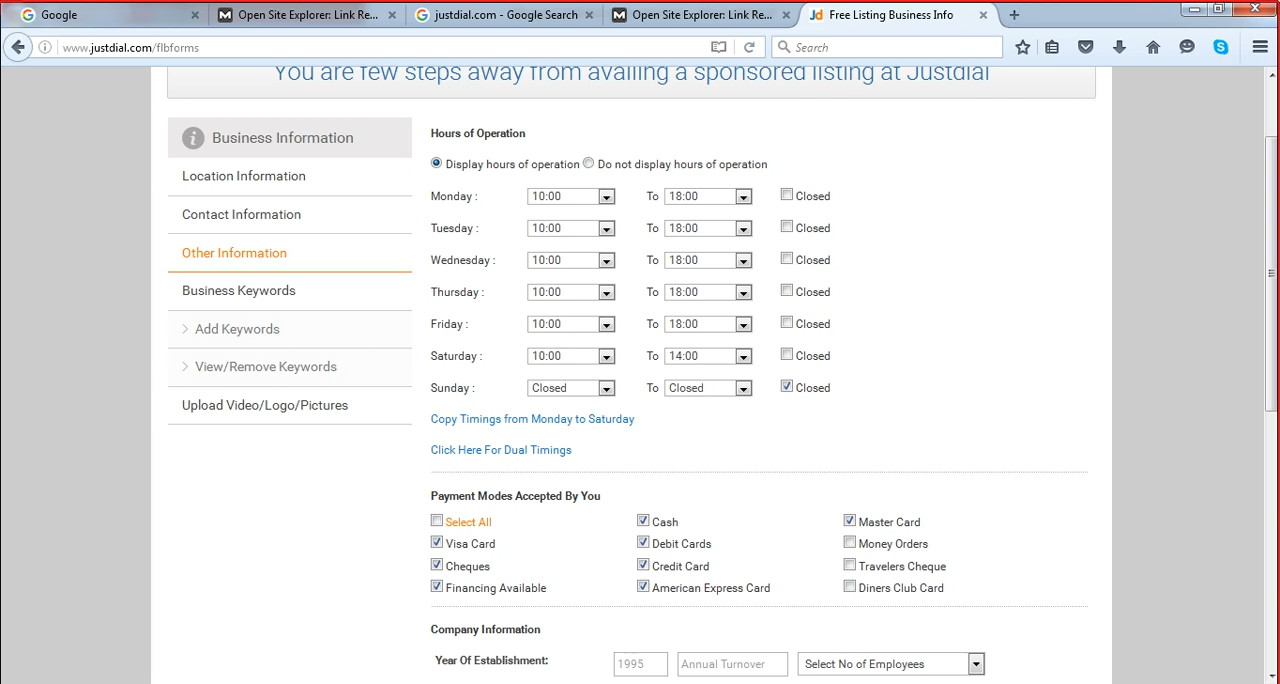 Google
Open Site Explorer: Link Re...
justdial.com - Google Search
Open Site Explorer: Link Re...
Jd Free Listing Business Info
www.justdial.com/flbforms
Search
You are few steps away from availing a sponsored listing at Justdial
Business Information
Location Information
Contact Information
Other Information
Business Keywords
Add Keywords
View/Remove Keywords
Upload Video/Logo/Pictures
Hours of Operation
Display hours of operation Do not display hours of operation
Monday : 10:00 To 18:00 Closed
Tuesday : 10:00 To 18:00 Closed
Wednesday : 10:00 To 18:00 Closed
Thursday : 10:00 To 18:00 Closed
Friday : 10:00 To 18:00 Closed
Saturday : 10:00 To 14:00 Closed
Sunday : Closed To Closed Closed
Copy Timings from Monday to Saturday
Click Here For Dual Timings
Payment Modes Accepted By You
Select All Cash Master Card
Visa Card Debit Cards Money Orders
Cheques Credit Card Travelers Cheque
Financing Available American Express Card Diners Club Card
Company Information
Year Of Establishment: 1995 Annual Turnover Select No of Employees